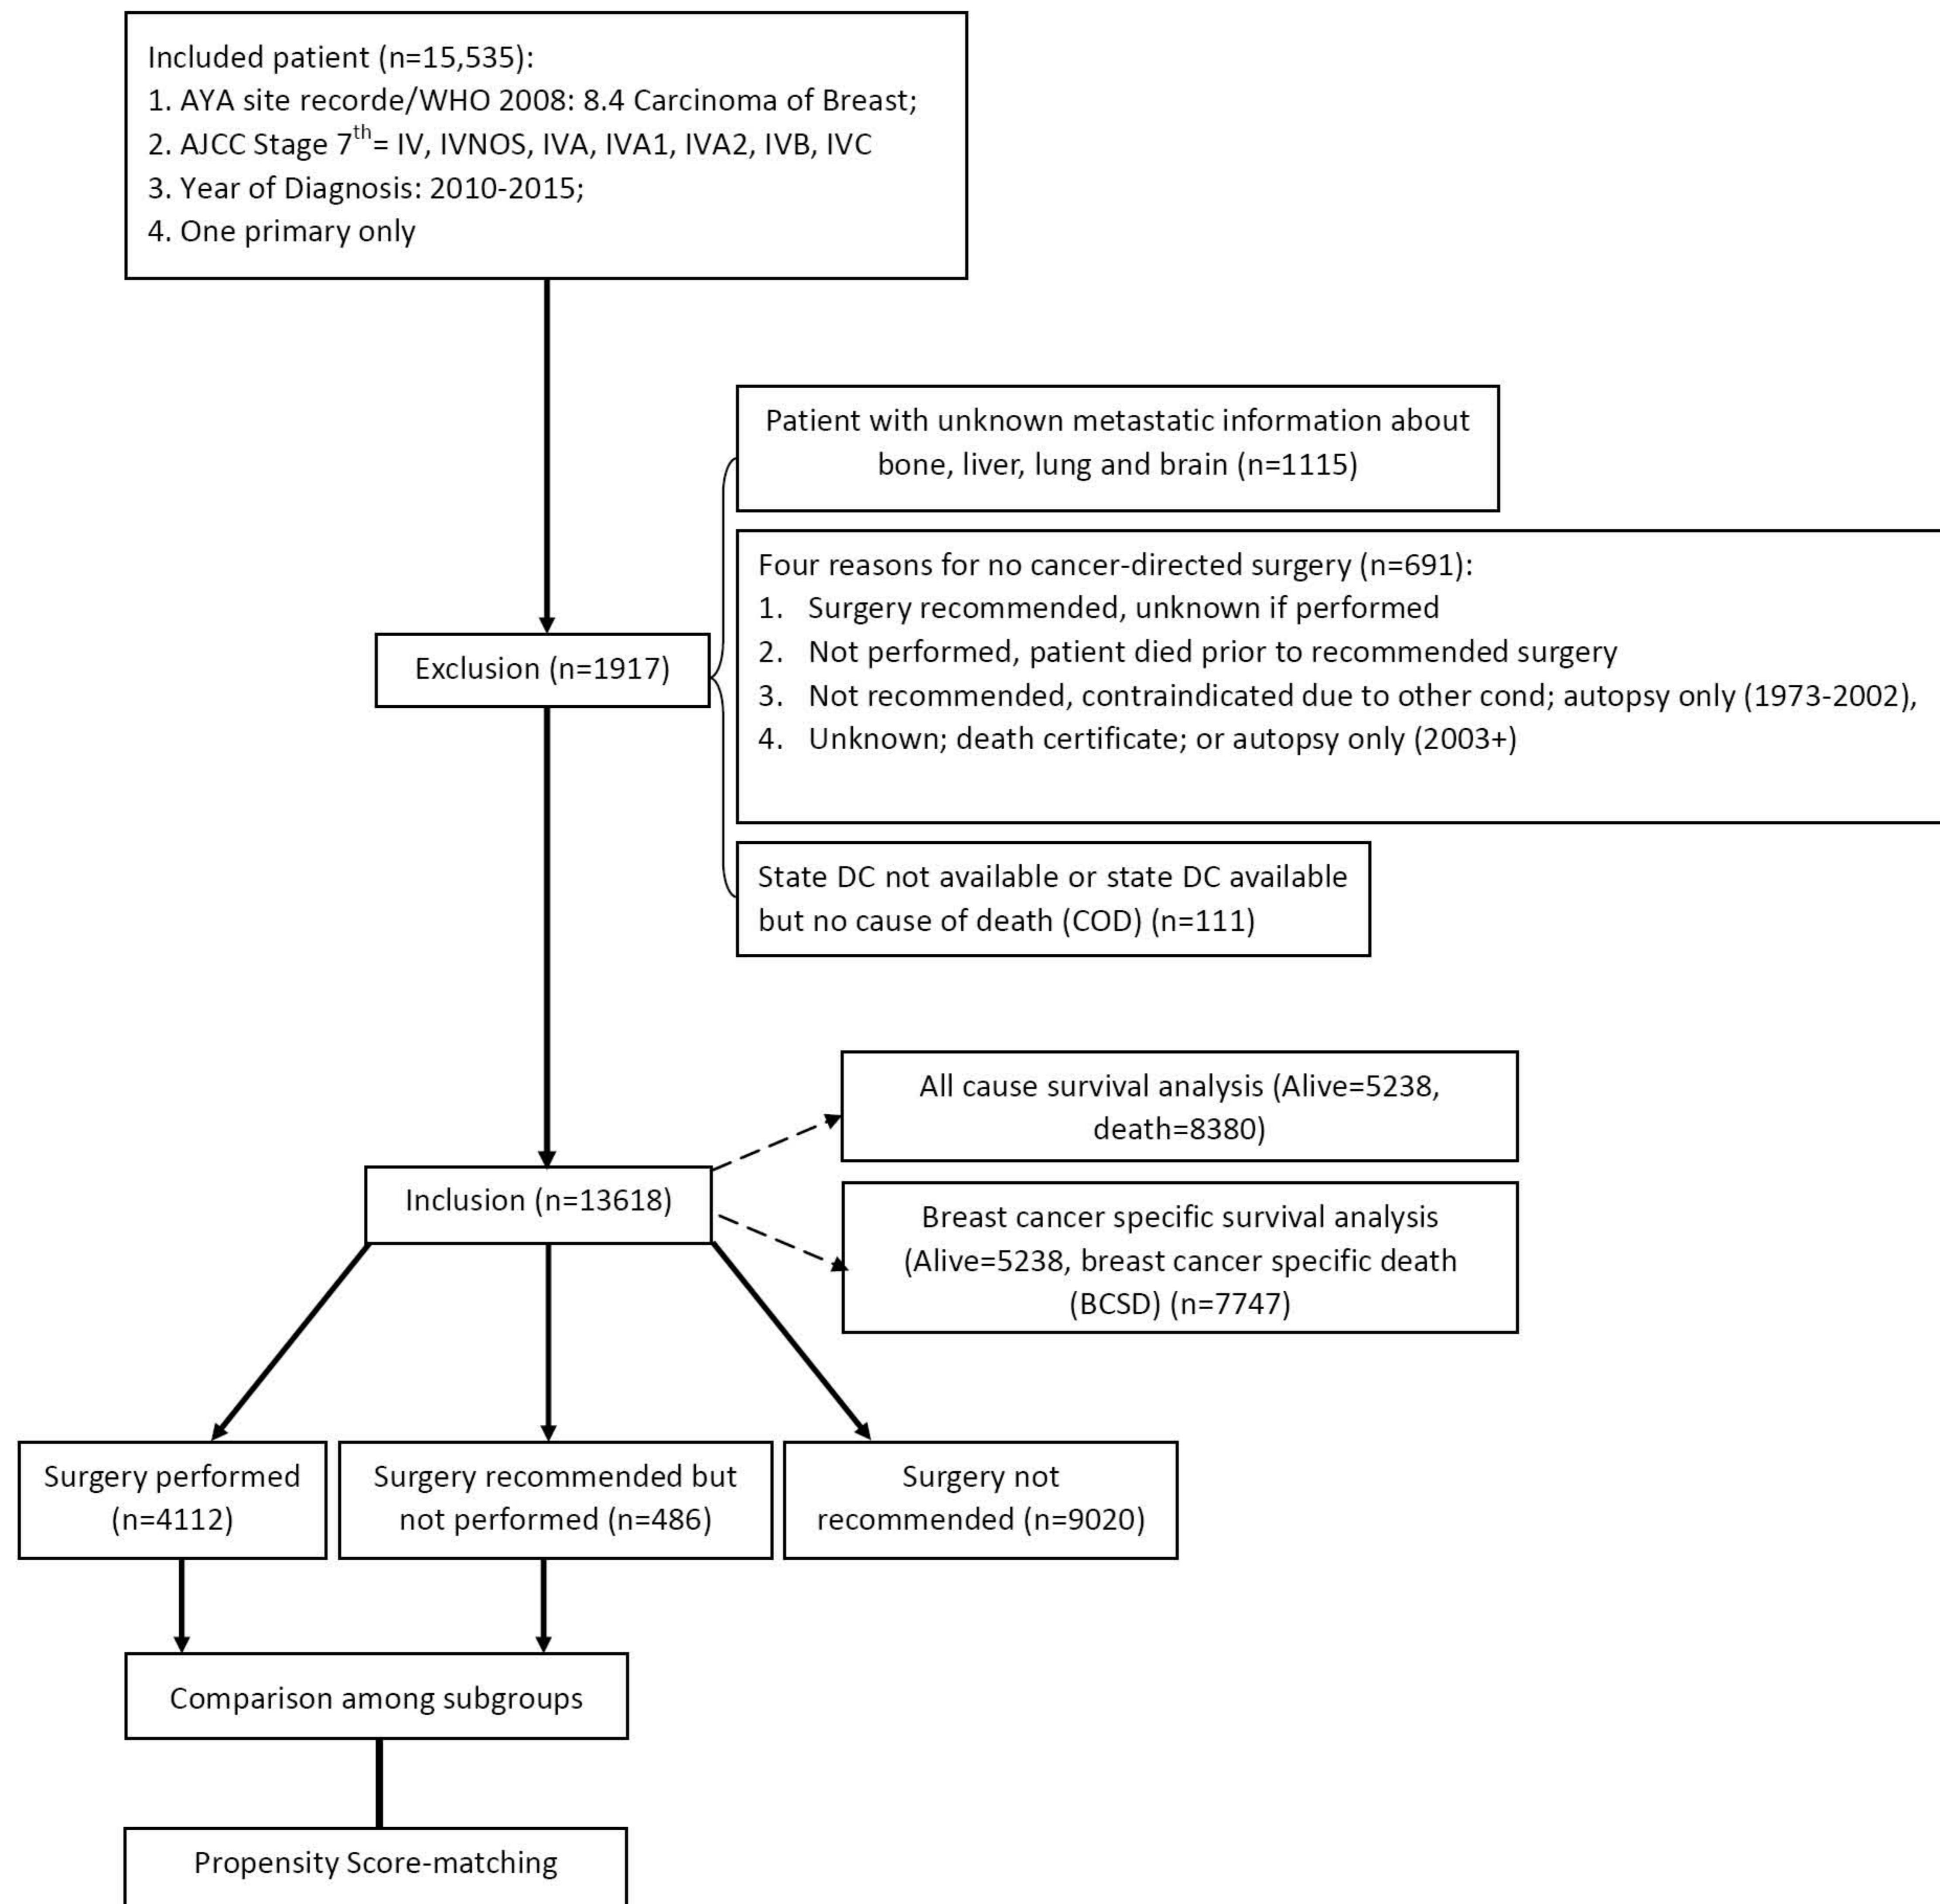 Included patient (n=15,535):
1. AYA site recorde/WHO 2008: 8.4 Carcinoma of Breast;
2. AJCC Stage 7th= IV, IVNOS, IVA, IVA1, IVA2, IVB, IVC
3. Year of Diagnosis: 2010-2015;
4. One primary only
Patient with unknown metastatic information about
bone, liver, lung and brain (n=1115)
Four reasons for no cancer-directed surgery (n=691):
1. Surgery recommended, unknown if performed
2. Not performed, patient died prior to recommended surgery
3. Not recommended, contraindicated due to other cond; autopsy only (1973-2002),
4. Unknown; death certificate; or autopsy only (2003+)
Exclusion (n=1917)
State DC not available or state DC available
but no cause of death (COD) (n=111)
All cause survival analysis (Alive=5238,
death=8380)
Inclusion (n=13618)
Breast cancer specific survival analysis
(Alive=5238, breast cancer specific death
(BCSD) (n=7747)
Surgery performed
(n=4112)
Surgery recommended but
not performed (n=486)
Surgery not
recommended (n=9020)
Comparison among subgroups
Propensity Score-matching